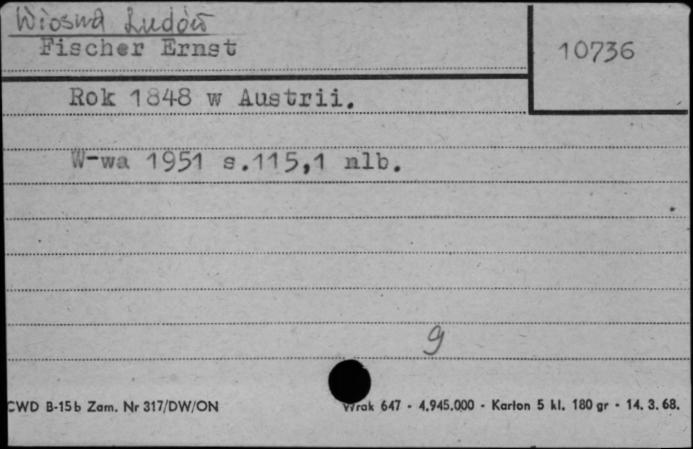 Wiosna Ludów
Fischer Ernst
10736
Rok 1848 w Austrii.
W-wa 1951 s.115,1 nlb.
g
CWD B-15b Zam. Nr 317/DW/ON
Wrak 647 - 4.945.000 - Karton 5 kl. 180 gr - 14. 3. 68.